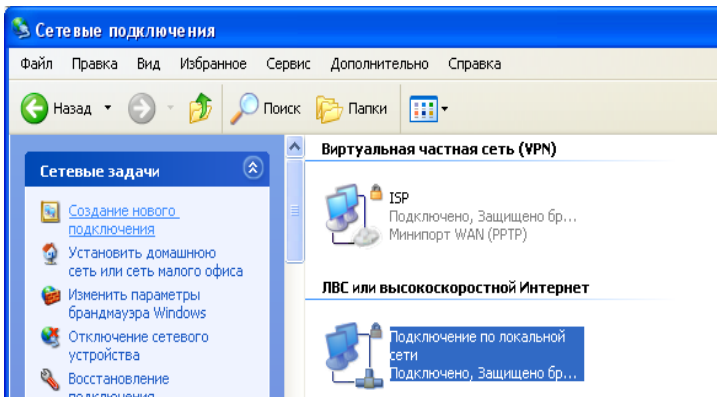 Сетевые подключения
Файл Правка Вид Избранное Сервис Дополнительно Справка
Назад Поиск Папки
Сетевые задачи
Создание нового
подключения
Установить домашнюю
сеть или сеть малого офиса
Изменить параметры
брандмауэра Windows
Отключение сетевого
устройства
Восстановление
подключения
Виртуальная частная сеть (VPN)
ISP
Подключено, Защищено бр...
Минипорт WAN (PPTP)
ЛВС или высокоскоростной Интернет
Подключение по локальной
сети
Подключено, Защищено бр...